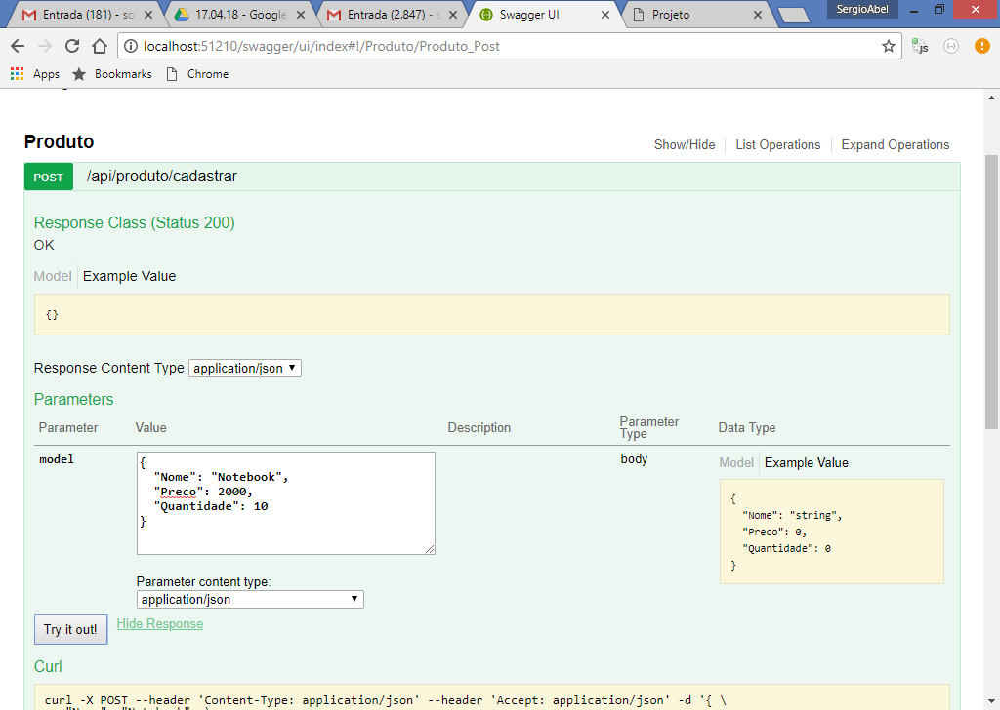 Entrada (181) - so
17.04.18 - Google
Entrada (2.847) - s
Swagger UI
Projeto
SergioAbel
localhost:51210/swagger/ui/index#!/Produto/Produto_Post
Apps
Bookmarks
Chrome
Produto
Show/Hide
List Operations
Expand Operations
POST
/api/produto/cadastrar
Response Class (Status 200)
OK
Model
Example Value
{}
Response Content Type
application/json
Parameters
Parameter
Value
Description
Parameter
Type
Data Type
model
{
"Nome": "Notebook",
"Preco": 2000,
"Quantidade": 10
}
body
Model
Example Value
{
"Nome": "string",
"Preco": 0,
"Quantidade": 0
}
Parameter content type:
application/json
Try it out!
Hide Response
Curl
curl -X POST --header 'Content-Type: application/json' --header 'Accept: application/json' -d '{ \